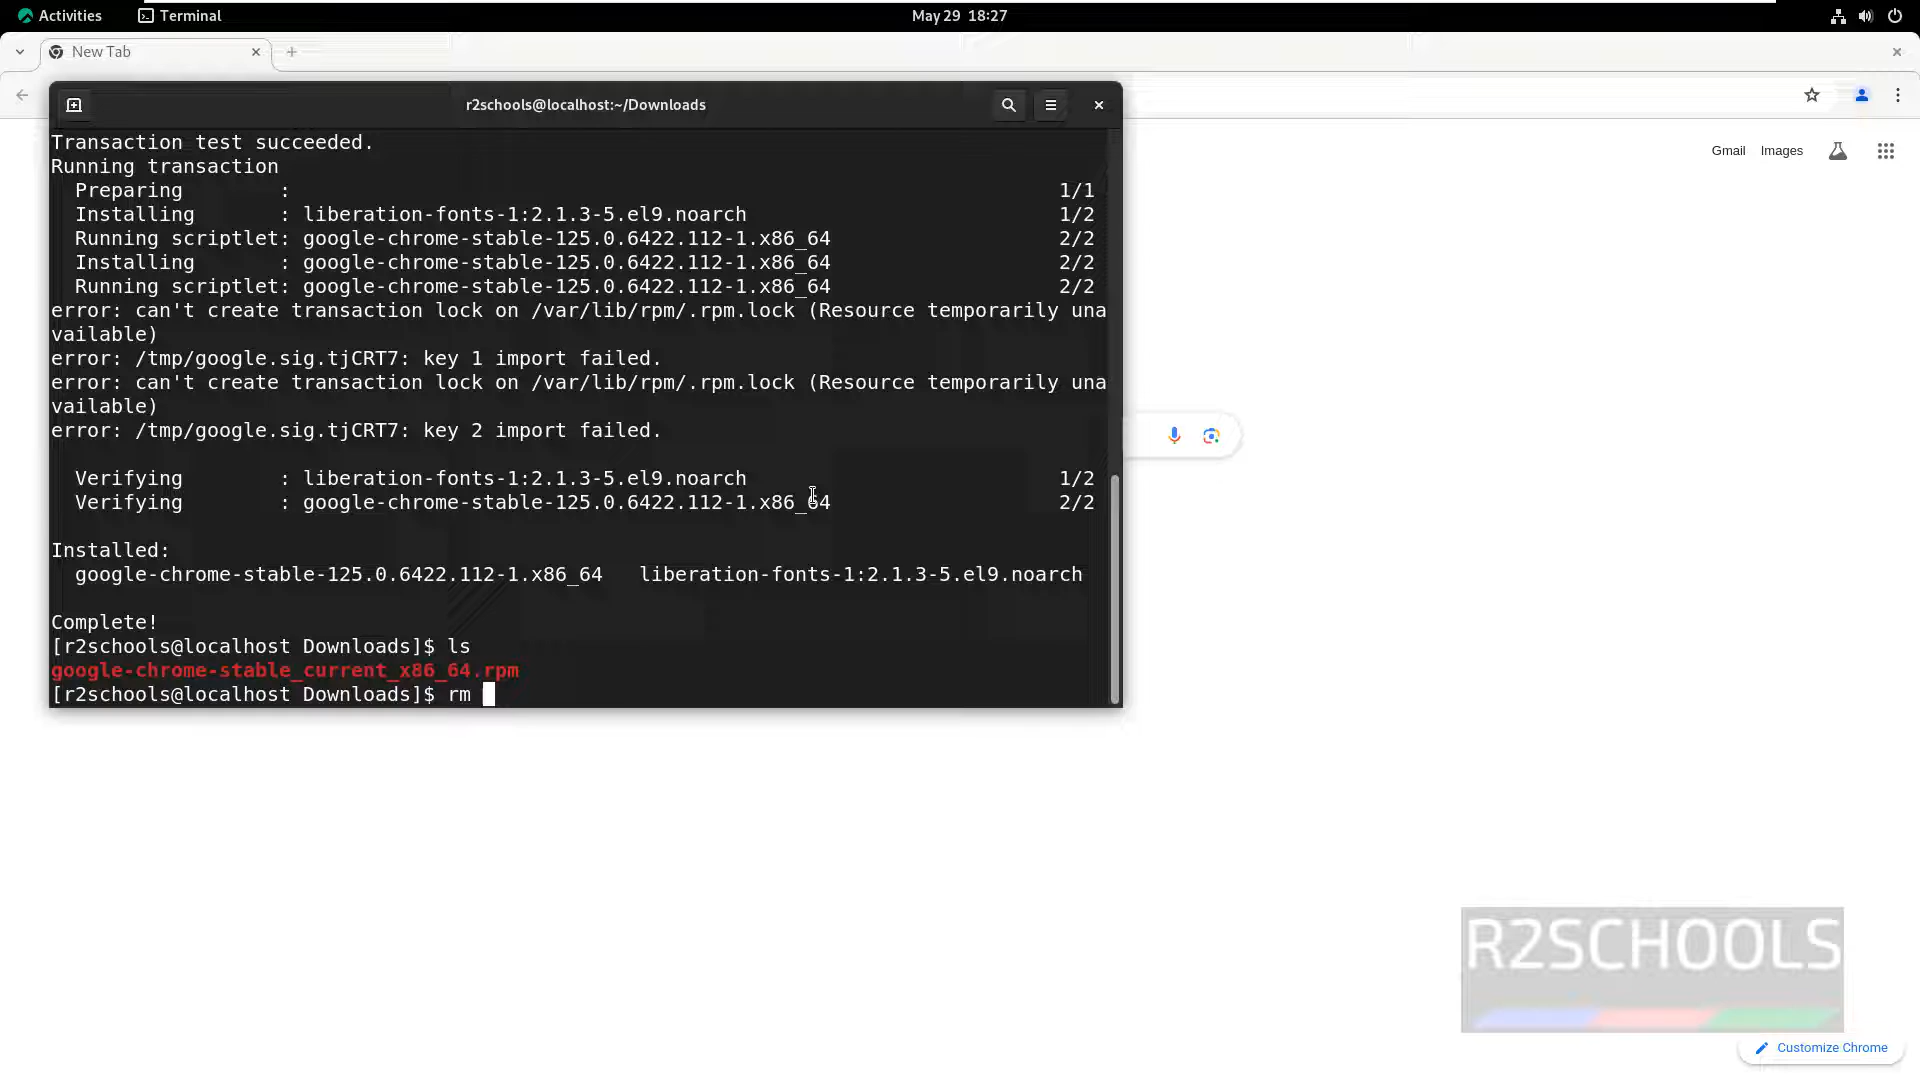 Activities
Terminal
May 29 18:27
New Tab
r2schools@localhost:~/Downloads
Transaction test succeeded.
Running transaction
Preparing : 1/1
Installing : liberation-fonts-1:2.1.3-5.el9.noarch 1/2
Running scriptlet: google-chrome-stable-125.0.6422.112-1.x86_64 2/2
Installing : google-chrome-stable-125.0.6422.112-1.x86_64 2/2
Running scriptlet: google-chrome-stable-125.0.6422.112-1.x86_64 2/2
error: can't create transaction lock on /var/lib/rpm/.rpm.lock (Resource temporarily una
vailable)
error: /tmp/google.sig.tjCRT7: key 1 import failed.
error: can't create transaction lock on /var/lib/rpm/.rpm.lock (Resource temporarily una
vailable)
error: /tmp/google.sig.tjCRT7: key 2 import failed.
Verifying : liberation-fonts-1:2.1.3-5.el9.noarch 1/2
Verifying : google-chrome-stable-125.0.6422.112-1.x86_64 2/2
Installed:
google-chrome-stable-125.0.6422.112-1.x86_64 liberation-fonts-1:2.1.3-5.el9.noarch
Complete!
[r2schools@localhost Downloads]$ ls
google-chrome-stable_current_x86_64.rpm
[r2schools@localhost Downloads]$ rm
Gmail
Images
R2SCHOOLS
Customize Chrome